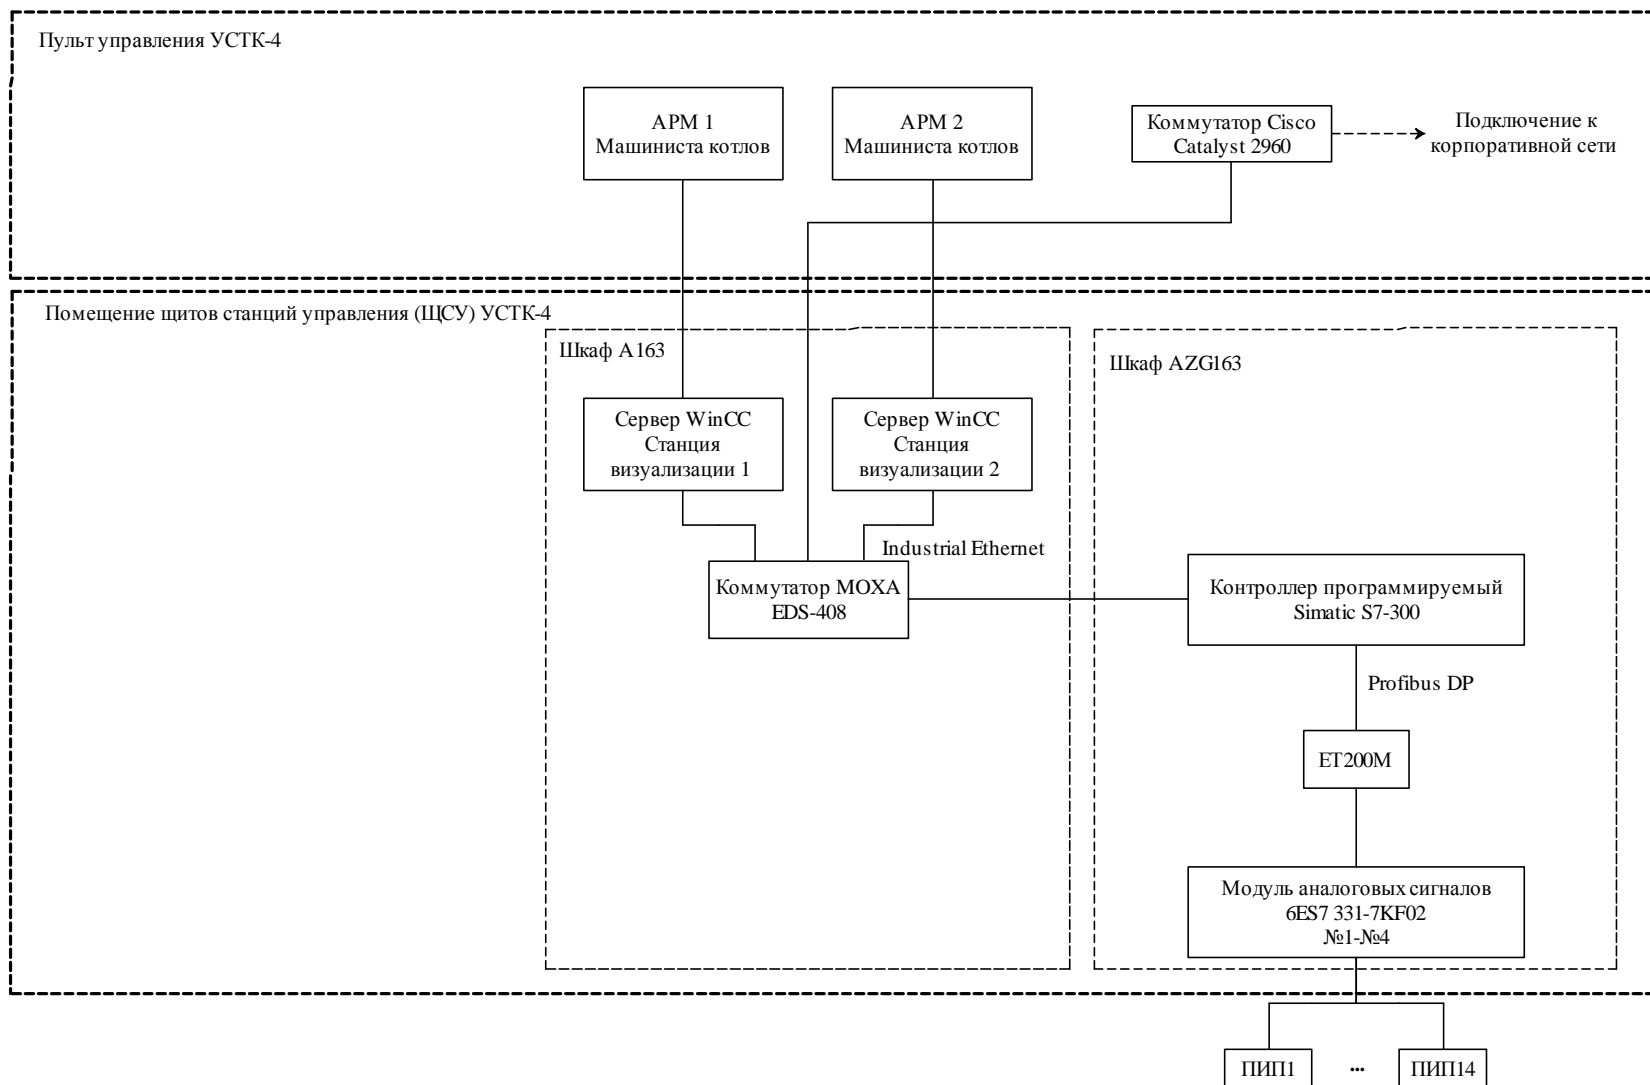 Пульт управления УСТК-4
АРМ 1
Машиниста котлов
АРМ 2
Машиниста котлов
Коммутатор Cisco
Catalyst 2960
Подключение к
корпоративной сети
Помещение щитов станций управления (ЩСУ) УСТК-4
Шкаф А163
Шкаф AZG163
Сервер WinCC
Станция
визуализации 1
Сервер WinCC
Станция
визуализации 2
Industrial Ethernet
Коммутатор MOXA
EDS-408
Контроллер программируемый
Simatic S7-300
Profibus DP
ET200M
Модуль аналоговых сигналов
6ES7 331-7KF02
№1-№4
ПИП1
...
ПИП14